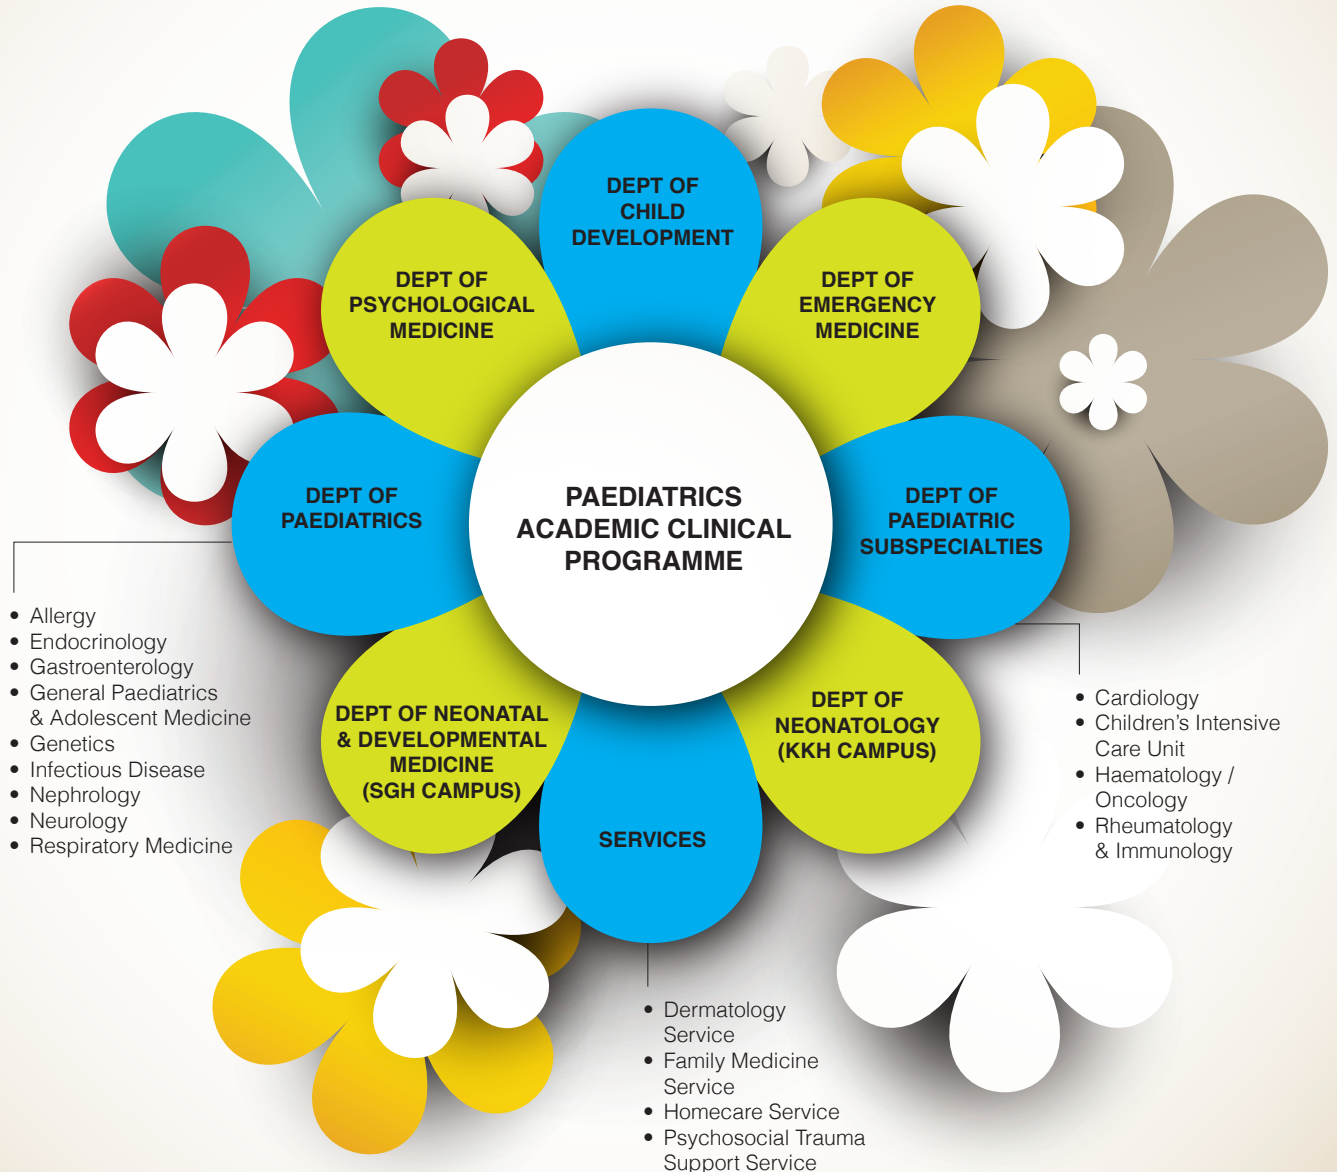 DEPT OF
CHILD
DEVELOPMENT
DEPT OF
PSYCHOLOGICAL
MEDICINE
DEPT OF
EMERGENCY
MEDICINE
DEPT OF
PAEDIATRICS
PAEDIATRICS
ACADEMIC CLINICAL
PROGRAMME
DEPT OF
PAEDIATRIC
SUBSPECIALTIES
• Allergy
• Endocrinology
• Gastroenterology
• General Paediatrics
& Adolescent Medicine
• Genetics
• Infectious Disease
• Nephrology
• Neurology
• Respiratory Medicine
DEPT OF NEONATAL
& DEVELOPMENTAL
MEDICINE
(SGH CAMPUS)
DEPT OF
NEONATOLOGY
(KKH CAMPUS)
• Cardiology
• Children’s Intensive
Care Unit
• Haematology /
Oncology
• Rheumatology
& Immunology
SERVICES
• Dermatology
Service
• Family Medicine
Service
• Homecare Service
• Psychosocial Trauma
Support Service